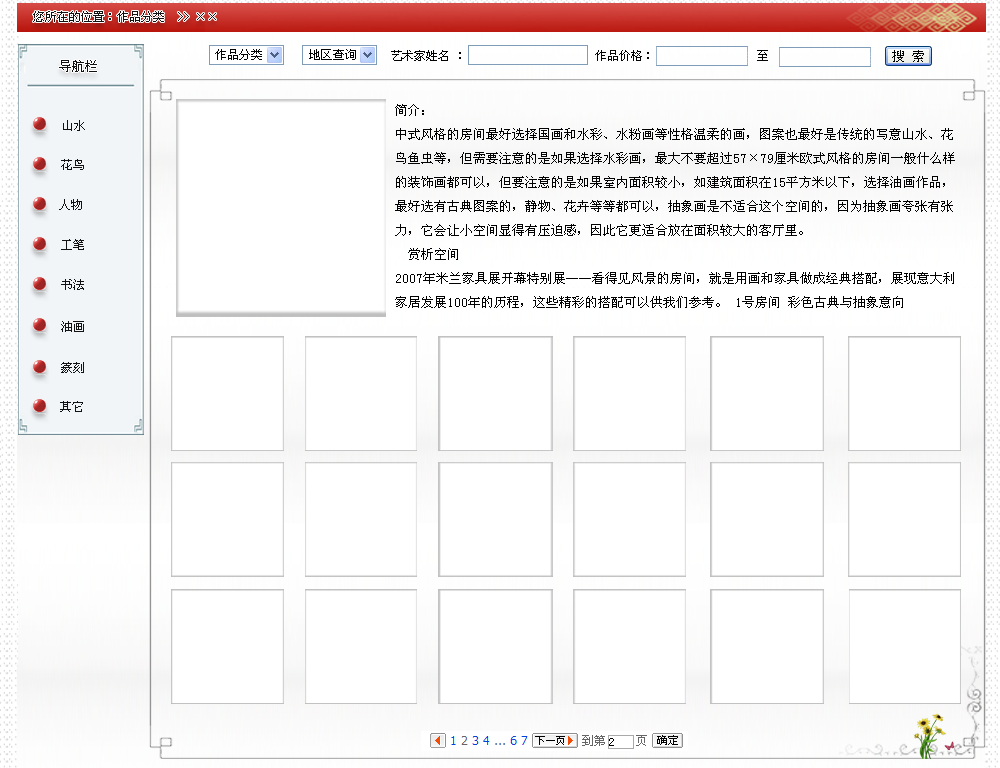 您所在的位置：作品分类 >> ××
作品分类 地区查询 艺术家姓名： 作品价格： 至 搜 索
导航栏
山水
花鸟
人物
工笔
书法
油画
篆刻
其它
简介：
中式风格的房间最好选择国画和水彩、水粉画等性格温柔的画，图案也最好是传统的写意山水、花
鸟鱼虫等，但需要注意的是如果选择水彩画，最大不要超过57×79厘米欧式风格的房间一般什么样
的装饰画都可以，但要注意的是如果室内面积较小，如建筑面积在15平方米以下，选择油画作品，
最好选有古典图案的，静物、花卉等等都可以，抽象画是不适合这个空间的，因为抽象画夸张有张
力，它会让小空间显得有压迫感，因此它更适合放在面积较大的客厅里。
赏析空间
2007年米兰家具展开幕特别展——看得见风景的房间，就是用画和家具做成经典搭配，展现意大利
家居发展100年的历程，这些精彩的搭配可以供我们参考。 1号房间 彩色古典与抽象意向
1 2 3 4 ... 6 7 下一页 到第 2 页 确定